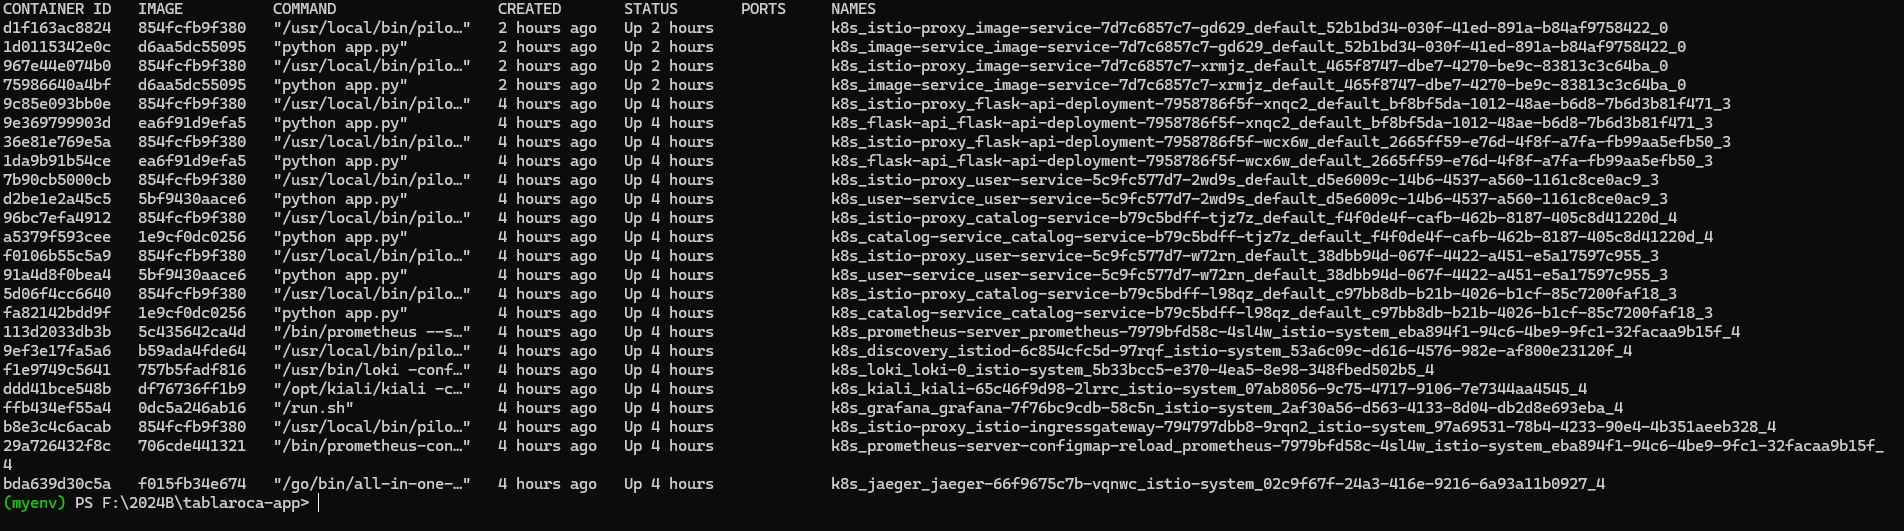 CONTAINER ID   IMAGE          COMMAND                  CREATED       STATUS       PORTS     NAMES
d1f163ac8824   854fcfb9f380   "/usr/local/bin/pilo…"   2 hours ago   Up 2 hours             k8s_istio-proxy_image-service-7d7c6857c7-gd629_default_52b1bd34-030f-41ed-891a-b84af9758422_0
1d0115342e0c   d6aa5dc55095   "python app.py"          2 hours ago   Up 2 hours             k8s_image-service_image-service-7d7c6857c7-gd629_default_52b1bd34-030f-41ed-891a-b84af9758422_0
967e44e074b0   854fcfb9f380   "/usr/local/bin/pilo…"   2 hours ago   Up 2 hours             k8s_istio-proxy_image-service-7d7c6857c7-xrmjz_default_465f8747-dbe7-4270-be9c-83813c3c64ba_0
75986640a4bf   d6aa5dc55095   "python app.py"          2 hours ago   Up 2 hours             k8s_image-service_image-service-7d7c6857c7-xrmjz_default_465f8747-dbe7-4270-be9c-83813c3c64ba_0
9c85e093bb0e   854fcfb9f380   "/usr/local/bin/pilo…"   4 hours ago   Up 4 hours             k8s_istio-proxy_flask-api-deployment-7958786f5f-xnqc2_default_bf8bf5da-1012-48ae-b6d8-7b6d3b81f471_3
9e369799903d   ea6f91d9efa5   "python app.py"          4 hours ago   Up 4 hours             k8s_flask-api_flask-api-deployment-7958786f5f-xnqc2_default_bf8bf5da-1012-48ae-b6d8-7b6d3b81f471_3
36e81e769e5a   854fcfb9f380   "/usr/local/bin/pilo…"   4 hours ago   Up 4 hours             k8s_istio-proxy_flask-api-deployment-7958786f5f-wcx6w_default_2665ff59-e76d-4f8f-a7fa-fb99aa5efb50_3
1da9b91b54ce   ea6f91d9efa5   "python app.py"          4 hours ago   Up 4 hours             k8s_flask-api_flask-api-deployment-7958786f5f-wcx6w_default_2665ff59-e76d-4f8f-a7fa-fb99aa5efb50_3
7b90cb5000cb   854fcfb9f380   "/usr/local/bin/pilo…"   4 hours ago   Up 4 hours             k8s_istio-proxy_user-service-5c9fc577d7-2wd9s_default_d5e6009c-14b6-4537-a560-1161c8ce0ac9_3
d2be1e2a45c5   5bf9430aace6   "python app.py"          4 hours ago   Up 4 hours             k8s_user-service_user-service-5c9fc577d7-2wd9s_default_d5e6009c-14b6-4537-a560-1161c8ce0ac9_3
96bc7efa4912   854fcfb9f380   "/usr/local/bin/pilo…"   4 hours ago   Up 4 hours             k8s_istio-proxy_catalog-service-b79c5bdff-tjz7z_default_f4f0de4f-cafb-462b-8187-405c8d41220d_4
a5379f593cee   1e9cf0dc0256   "python app.py"          4 hours ago   Up 4 hours             k8s_catalog-service_catalog-service-b79c5bdff-tjz7z_default_f4f0de4f-cafb-462b-8187-405c8d41220d_4
f0106b55c5a9   854fcfb9f380   "/usr/local/bin/pilo…"   4 hours ago   Up 4 hours             k8s_istio-proxy_user-service-5c9fc577d7-w72rn_default_38dbb94d-067f-4422-a451-e5a17597c955_3
91a4d8f0bea4   5bf9430aace6   "python app.py"          4 hours ago   Up 4 hours             k8s_user-service_user-service-5c9fc577d7-w72rn_default_38dbb94d-067f-4422-a451-e5a17597c955_3
5d06f4cc6640   854fcfb9f380   "/usr/local/bin/pilo…"   4 hours ago   Up 4 hours             k8s_istio-proxy_catalog-service-b79c5bdff-l98qz_default_c97bb8db-b21b-4026-b1cf-85c7200faf18_3
fa82142bdd9f   1e9cf0dc0256   "python app.py"          4 hours ago   Up 4 hours             k8s_catalog-service_catalog-service-b79c5bdff-l98qz_default_c97bb8db-b21b-4026-b1cf-85c7200faf18_3
113d2033db3b   5c435642ca4d   "/bin/prometheus --s…"   4 hours ago   Up 4 hours             k8s_prometheus-server_prometheus-7979bfd58c-4sl4w_istio-system_eba894f1-94c6-4be9-9fc1-32facaa9b15f_4
9ef3e17fa5a6   b59ada4fde64   "/usr/local/bin/pilo…"   4 hours ago   Up 4 hours             k8s_discovery_istiod-6c854cfc5d-97rqf_istio-system_53a6c09c-d616-4576-982e-af800e23120f_4
f1e9749c5641   757b5fadf816   "/usr/bin/loki -conf…"   4 hours ago   Up 4 hours             k8s_loki_loki-0_istio-system_5b33bcc5-e370-4ea5-8e98-348fbed502b5_4
ddd41bce548b   df76736ff1b9   "/opt/kiali/kiali -c…"   4 hours ago   Up 4 hours             k8s_kiali_kiali-65c46f9d98-2lrrc_istio-system_07ab8056-9c75-4717-9106-7e7344aa4545_4
ffb434ef55a4   0dc5a246ab16   "/run.sh"                4 hours ago   Up 4 hours             k8s_grafana_grafana-7f76bc9cdb-58c5n_istio-system_2af30a56-d563-4133-8d04-db2d8e693eba_4
b8e3c4c6acab   854fcfb9f380   "/usr/local/bin/pilo…"   4 hours ago   Up 4 hours             k8s_istio-proxy_istio-ingressgateway-794797dbb8-9rqn2_istio-system_97a69531-78b4-4233-90e4-4b351aeeb328_4
29a726432f8c   706cde441321   "/bin/prometheus-con…"   4 hours ago   Up 4 hours             k8s_prometheus-server-configmap-reload_prometheus-7979bfd58c-4sl4w_istio-system_eba894f1-94c6-4be9-9fc1-32facaa9b15f_
4
bda639d30c5a   f015fb34e674   "/go/bin/all-in-one-…"   4 hours ago   Up 4 hours             k8s_jaeger_jaeger-66f9675c7b-vqnwc_istio-system_02c9f67f-24a3-416e-9216-6a93a11b0927_4
(myenv) PS F:\2024B\tablaroca-app>